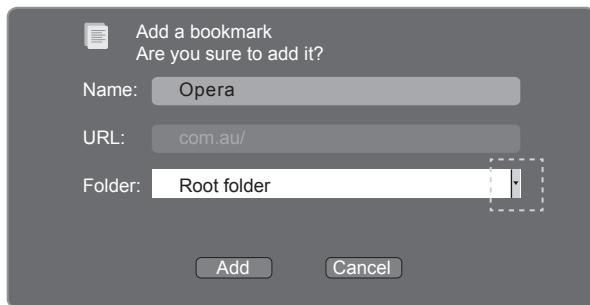 Add a bookmark
Are you sure to add it?
Name: Opera
URL: com.au/
Folder: Root folder
Add Cancel